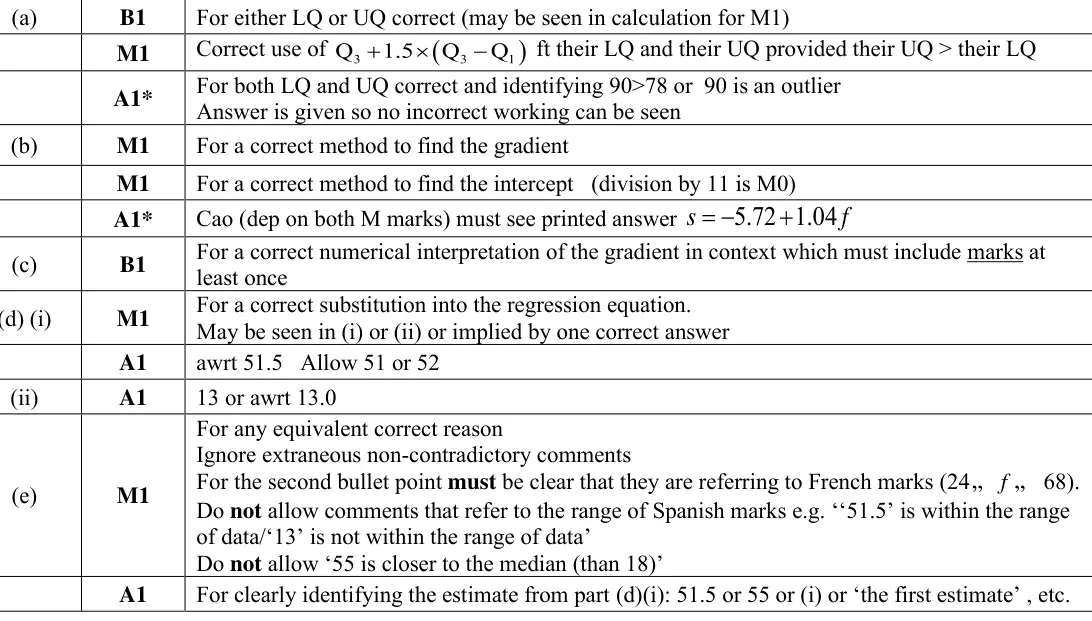 (a) B1 For either LQ or UQ correct (may be seen in calculation for M1)
M1 Correct use of Q₃ +1.5×(Q₃ −Q₁) ft their LQ and their UQ provided their UQ > their LQ
A1* For both LQ and UQ correct and identifying 90>78 or 90 is an outlier
Answer is given so no incorrect working can be seen
(b) M1 For a correct method to find the gradient
M1 For a correct method to find the intercept (division by 11 is M0)
A1* Cao (dep on both M marks) must see printed answer s = −5.72 +1.04f
(c) B1 For a correct numerical interpretation of the gradient in context which must include marks at
least once
(d) (i) M1 For a correct substitution into the regression equation.
May be seen in (i) or (ii) or implied by one correct answer
A1 awrt 51.5 Allow 51 or 52
(ii) A1 13 or awrt 13.0
(e) M1 For any equivalent correct reason
Ignore extraneous non-contradictory comments
For the second bullet point must be clear that they are referring to French marks (24 „ f „ 68).
Do not allow comments that refer to the range of Spanish marks e.g. ‘‘51.5’ is within the range
of data/‘13’ is not within the range of data’
Do not allow ‘55 is closer to the median (than 18)’
A1 For clearly identifying the estimate from part (d)(i): 51.5 or 55 or (i) or ‘the first estimate’ , etc.